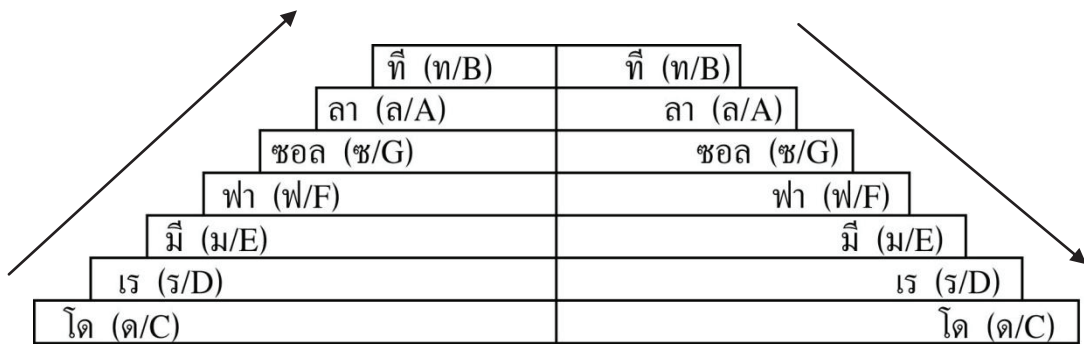 ที (ท/B) ที (ท/B)
ลา (ล/A) ลา (ล/A)
ซอล (ซ/G) ซอล (ซ/G)
ฟา (ฟ/F) ฟา (ฟ/F)
มี (ม/E) มี (ม/E)
เร (ร/D) เร (ร/D)
โด (ด/C) โด (ด/C)